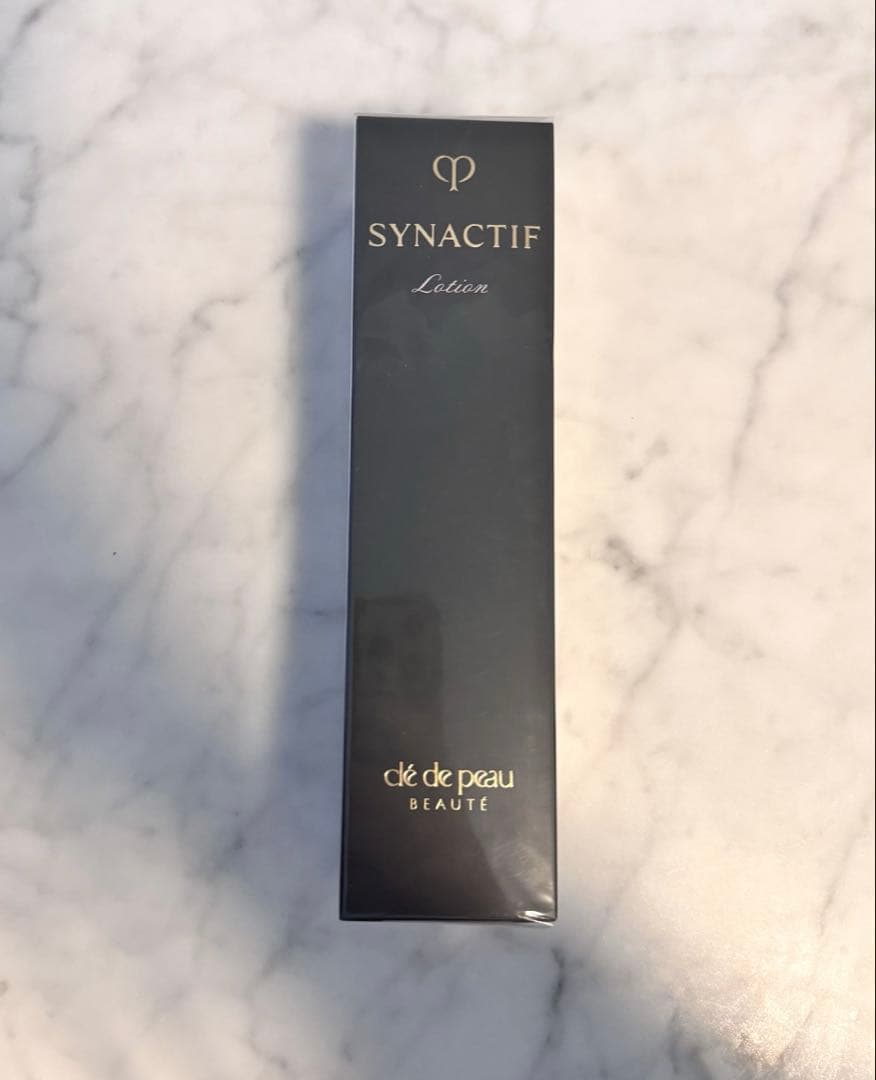 SYNACTIF
Lotion
clé de peau
BEAUTÉ